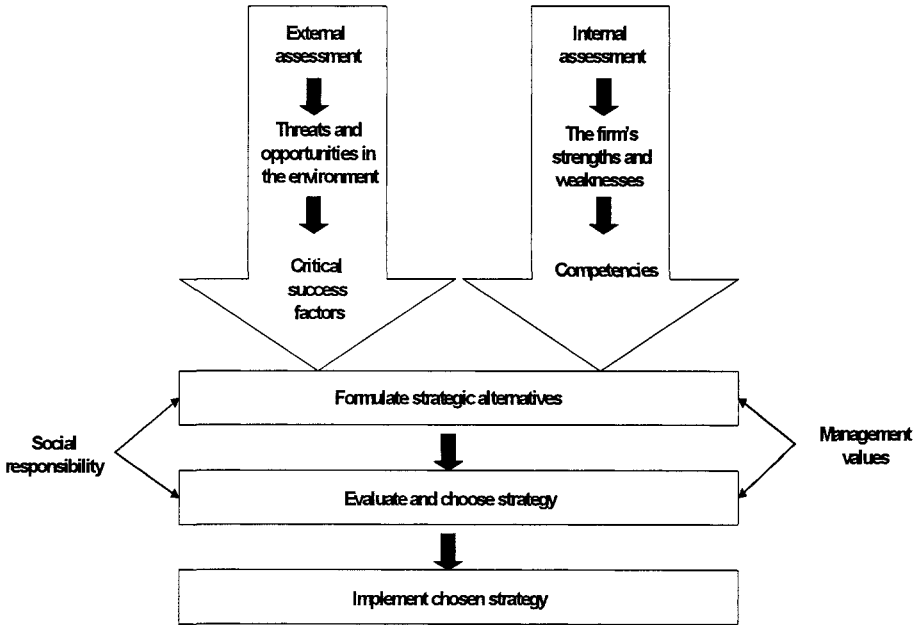 External
assessment
Threats and
opportunities in
the environment
Critical
success
factors
Internal
assessment
The firm's
strengths and
weaknesses
Competencies
Formulate strategic alternatives
Social
responsibility
Management
values
Evaluate and choose strategy
Implement chosen strategy